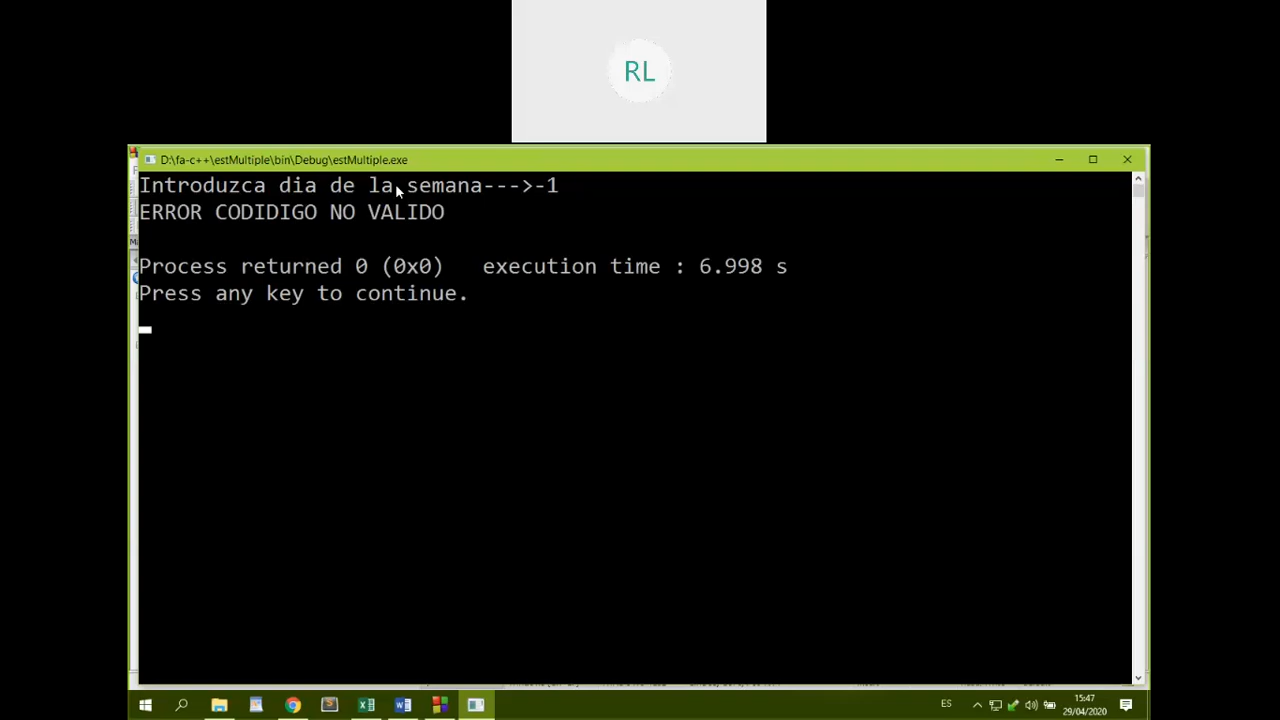 RL
D:\fa-c++\estMultiple\bin\Debug\estMultiple.exe
Introduzca dia de la semana--->-1
ERROR CODIDIGO NO VALIDO
Process returned 0 (0x0)   execution time : 6.998 s
Press any key to continue.
ES
15:47
29/04/2020